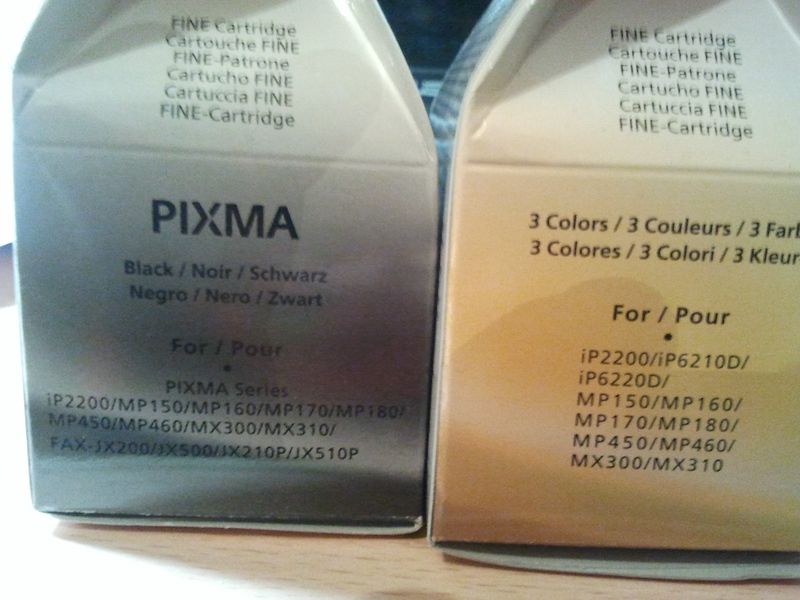 FINE Cartridge
Cartouche FINE
FINE-Patrone
Cartucho FINE
Cartuccia FINE
FINE-Cartridge
PIXMA
Black / Noir / Schwarz
Negro / Nero / Zwart
For / Pour
•
PIXMA Series
iP2200/MP150/MP160/MP170/MP180/
MP450/MP460/MX300/MX310/
FAX-JX200/JX500/JX210P/JX510P
FINE Cartridge
Cartouche FINE
FINE-Patrone
Cartucho FINE
Cartuccia FINE
FINE-Cartridge
3 Colors / 3 Couleurs / 3 Farb
3 Colores / 3 Colori / 3 Kleur
For / Pour
•
iP2200/iP6210D/
iP6220D/
MP150/MP160/
MP170/MP180/
MP450/MP460/
MX300/MX310